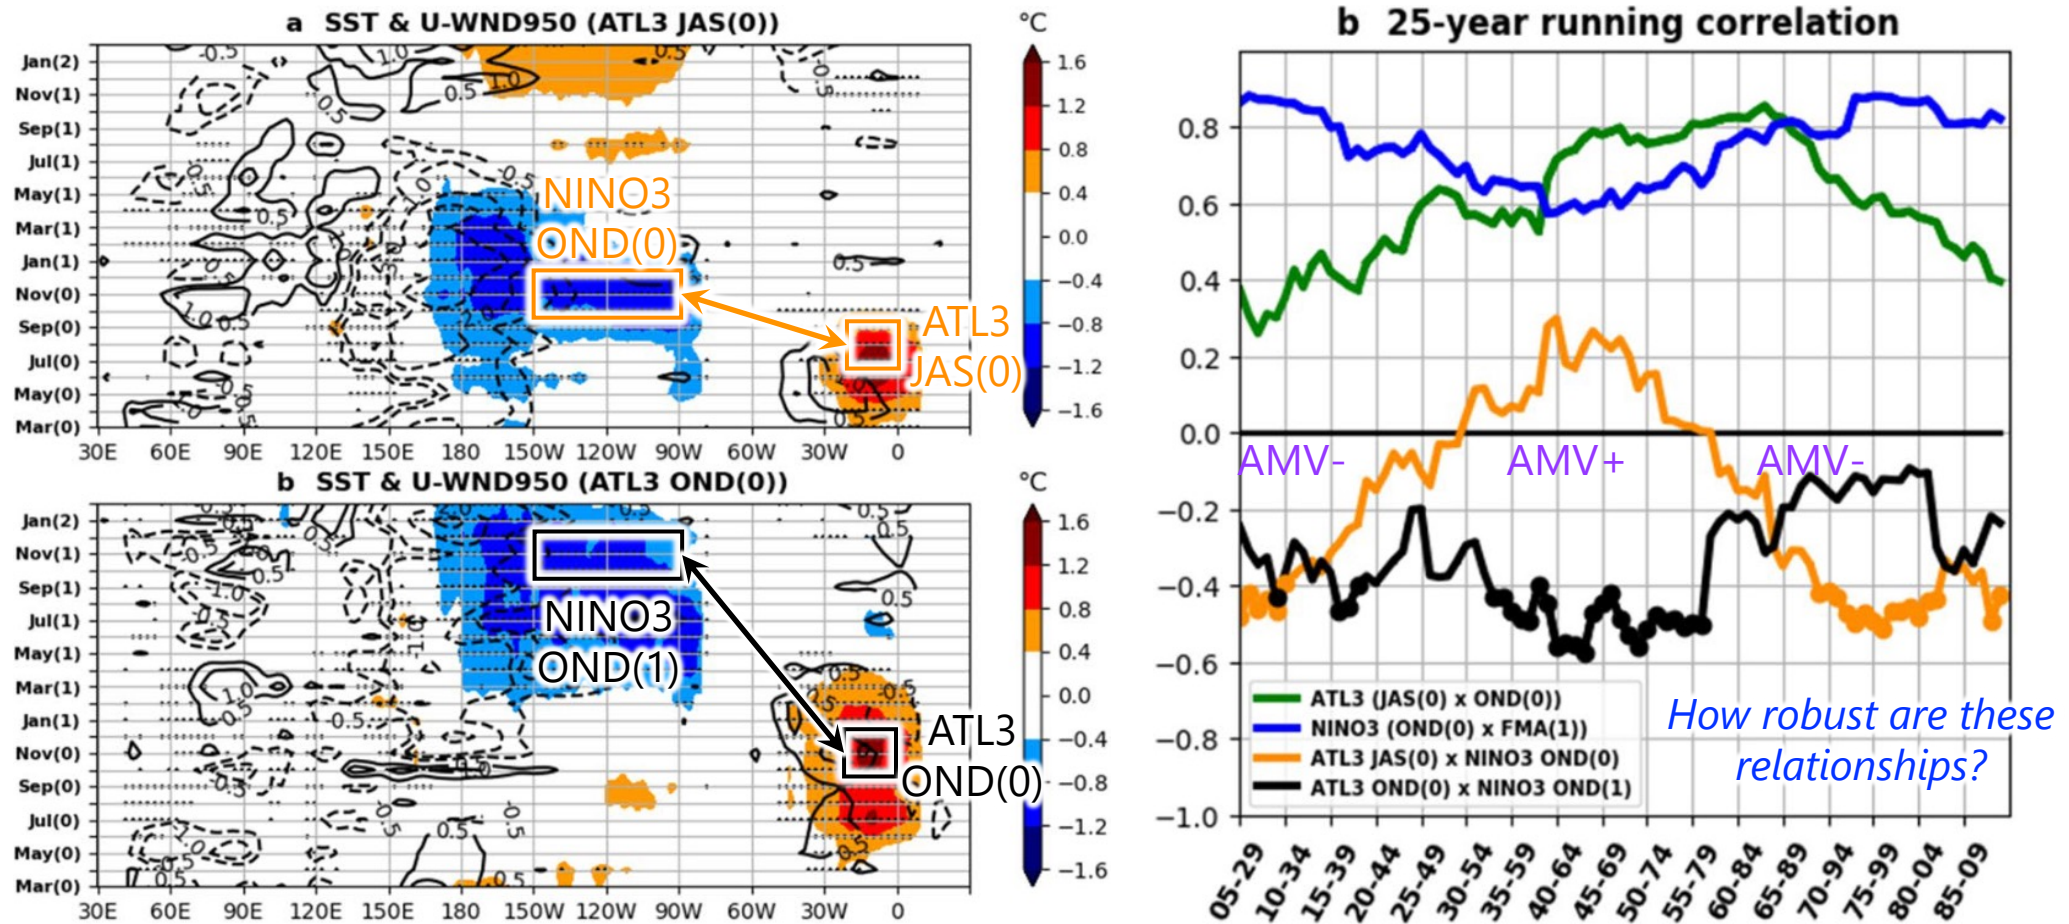 a SST & U-WND950 (ATL3 JAS(0))
°C
Jan(2)
Nov(1)
Sep(1)
Jul(1)
May(1)
Mar(1)
Jan(1)
Nov(0)
Sep(0)
Jul(0)
May(0)
Mar(0)
30E 60E 90E 120E 150E 180 150W 120W 90W 60W 30W 0
1.6
1.2
0.8
0.4
0.0
−0.4
−0.8
−1.2
−1.6
NINO3
OND(0)
ATL3
JAS(0)
b SST & U-WND950 (ATL3 OND(0))
°C
Jan(2)
Nov(1)
Sep(1)
Jul(1)
May(1)
Mar(1)
Jan(1)
Nov(0)
Sep(0)
Jul(0)
May(0)
Mar(0)
30E 60E 90E 120E 150E 180 150W 120W 90W 60W 30W 0
1.6
1.2
0.8
0.4
0.0
−0.4
−0.8
−1.2
−1.6
NINO3
OND(1)
ATL3
OND(0)
b 25-year running correlation
0.8
0.6
0.4
0.2
0.0
−0.2
−0.4
−0.6
−0.8
−1.0
AMV- AMV+ AMV-
ATL3 (JAS(0) x OND(0))
NINO3 (OND(0) x FMA(1))
ATL3 JAS(0) x NINO3 OND(0)
ATL3 OND(0) x NINO3 OND(1)
How robust are these
relationships?
05-29 10-34 15-39 20-44 25-49 30-54 35-59 40-64 45-69 50-74 55-79 60-84 65-89 70-94 75-99 80-04 85-09